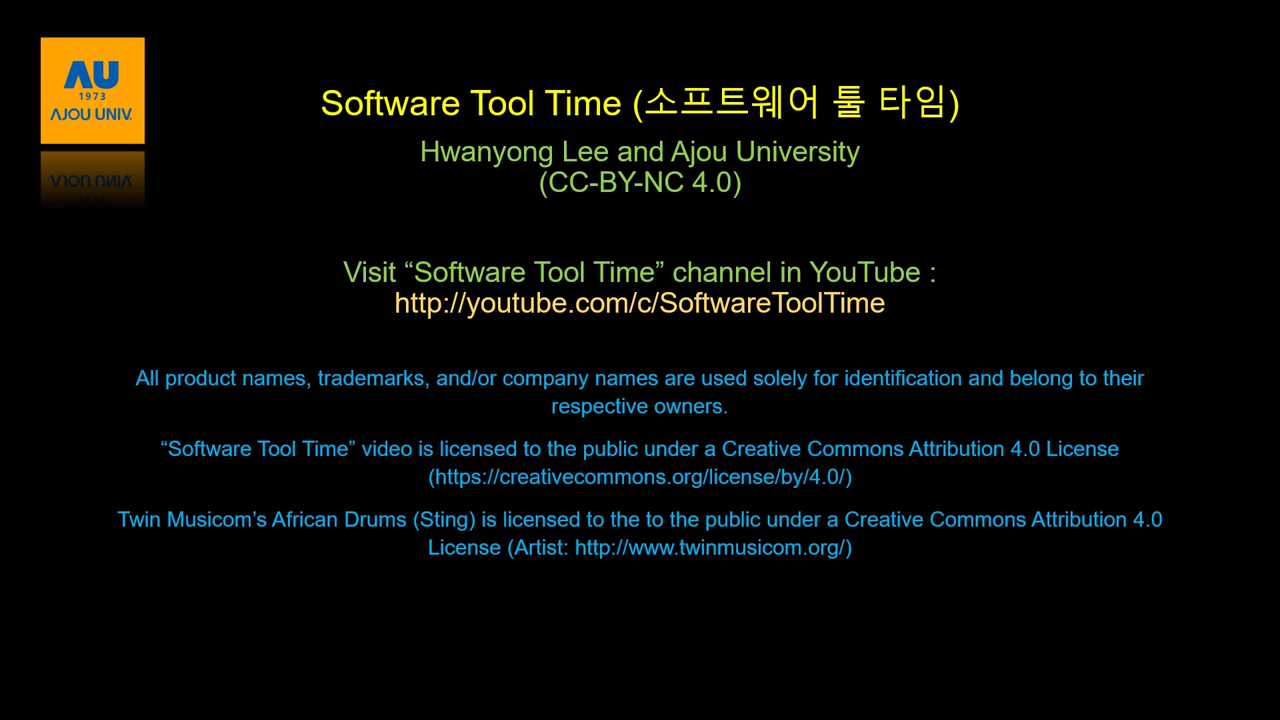 AU
1973
AJOU UNIV.
Software Tool Time (소프트웨어 툴 타임)
Hwanyong Lee and Ajou University
(CC-BY-NC 4.0)
Visit “Software Tool Time” channel in YouTube :
http://youtube.com/c/SoftwareToolTime
All product names, trademarks, and/or company names are used solely for identification and belong to their
respective owners.
“Software Tool Time” video is licensed to the public under a Creative Commons Attribution 4.0 License
(https://creativecommons.org/license/by/4.0/)
Twin Musicom’s African Drums (Sting) is licensed to the to the public under a Creative Commons Attribution 4.0
License (Artist: http://www.twinmusicom.org/)